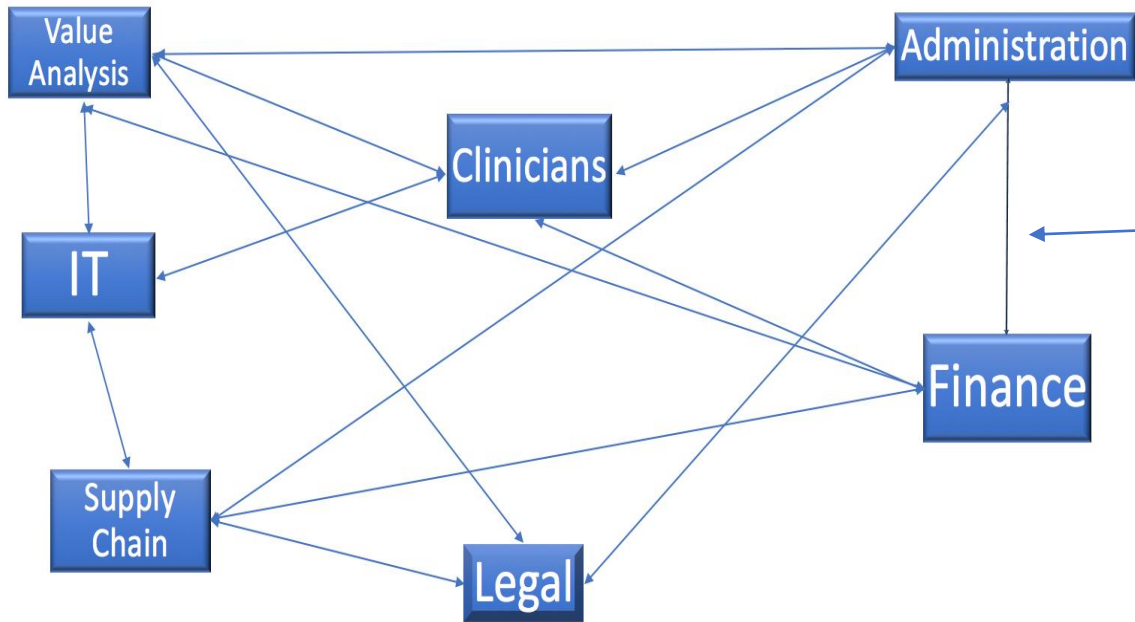 Value
Analysis
Administration
Clinicians
IT
Finance
Supply
Chain
Legal